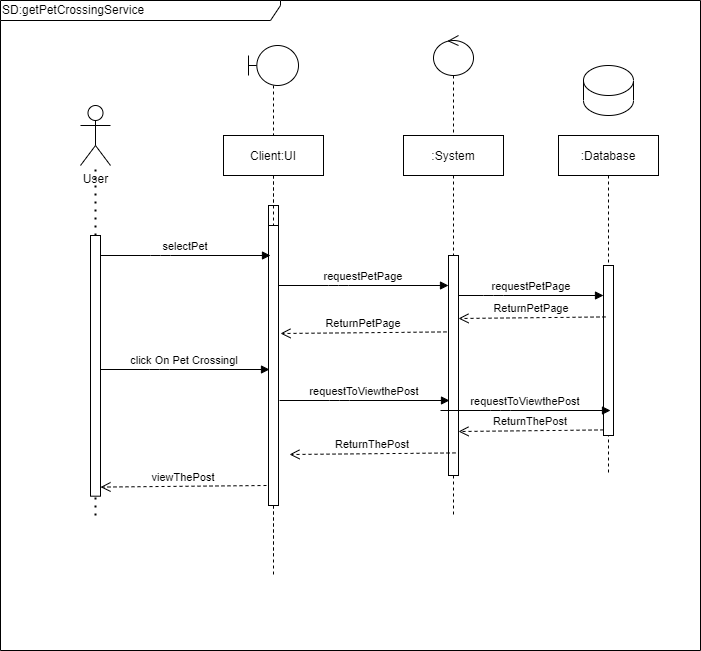 SD:getPetCrossingService
User
Client:UI
:System
:Database
selectPet
requestPetPage
requestPetPage
ReturnPetPage
ReturnPetPage
click On Pet CrossingI
requestToViewthePost
requestToViewthePost
ReturnThePost
ReturnThePost
viewThePost